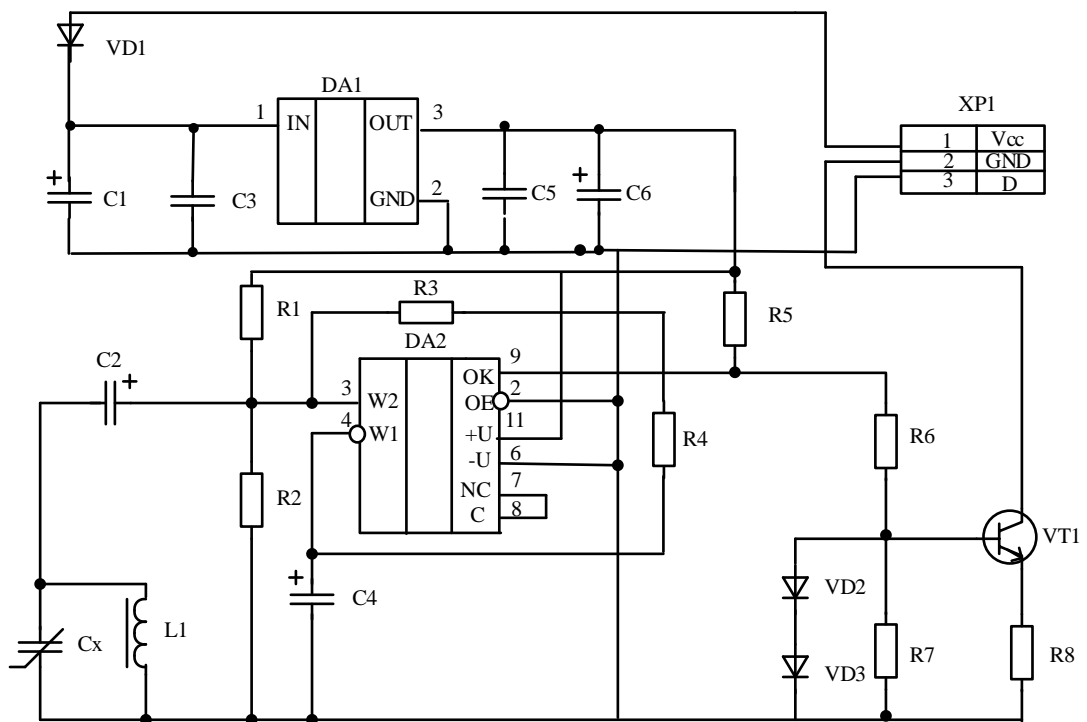 VD1
DA1
XP1
1
IN
OUT
3
1
Vcc
2
GND
3
D
+
C1
C3
GND
2
C5
+
C6
R1
R3
R5
DA2
C2
+
3
W2
4
W1
OK
9
OE
2
+U
11
-U
6
NC
7
C
8
R4
R6
R2
VT1
+
C4
VD2
Cx
L1
VD3
R7
R8